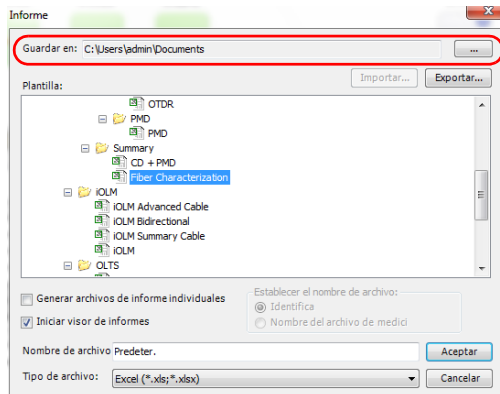 Informe
Guardar en: C:\Users\admin\Documents ...
Importar... Exportar...
Plantilla:
OTDR
PMD
PMD
Summary
CD + PMD
Fiber Characterization
iOLM
iOLM Advanced Cable
iOLM Bidirectional
iOLM Summary Cable
iOLM
OLTS
Generar archivos de informe individuales
Establecer el nombre de archivo:
Identifica
Iniciar visor de informes
Nombre del archivo de medici
Nombre de archivo Predeter. Aceptar
Tipo de archivo: Excel (*.xls;*.xlsx) Cancelar